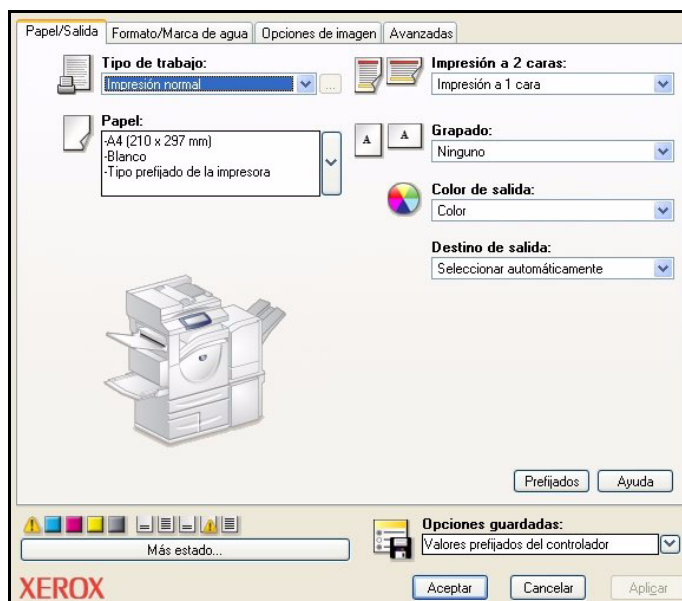 Papel/Salida Formato/Marca de agua Opciones de imagen Avanzadas
Tipo de trabajo:
Impresión normal
...
Papel:
-A4 (210 x 297 mm)
-Blanco
-Tipo prefijado de la impresora
Impresión a 2 caras:
Impresión a 1 cara
A A
Grapado:
Ninguno
Color de salida:
Color
Destino de salida:
Seleccionar automáticamente
Prefijados Ayuda
Más estado...
Opciones guardadas:
Valores prefijados del controlador
XEROX
Aceptar Cancelar Aplicar